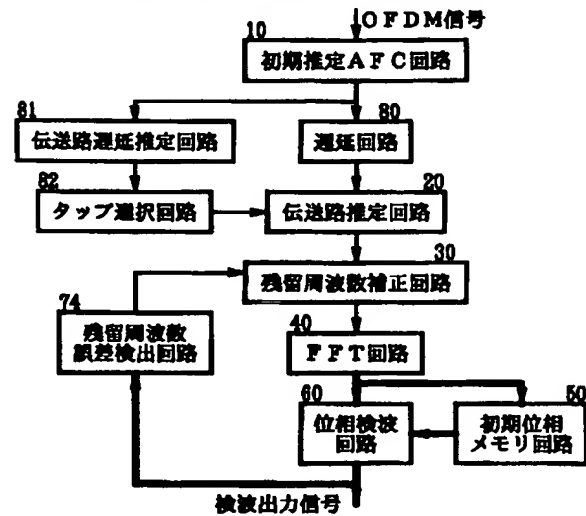 OFDM信号
10
初期推定AFC回路
81
伝送路遅延推定回路
80
遅延回路
82
タップ選択回路
20
伝送路推定回路
30
残留周波数補正回路
74
残留周波数
誤差検出回路
40
FFT回路
60
位相検波
回路
50
初期位相
メモリ回路
検波出力信号